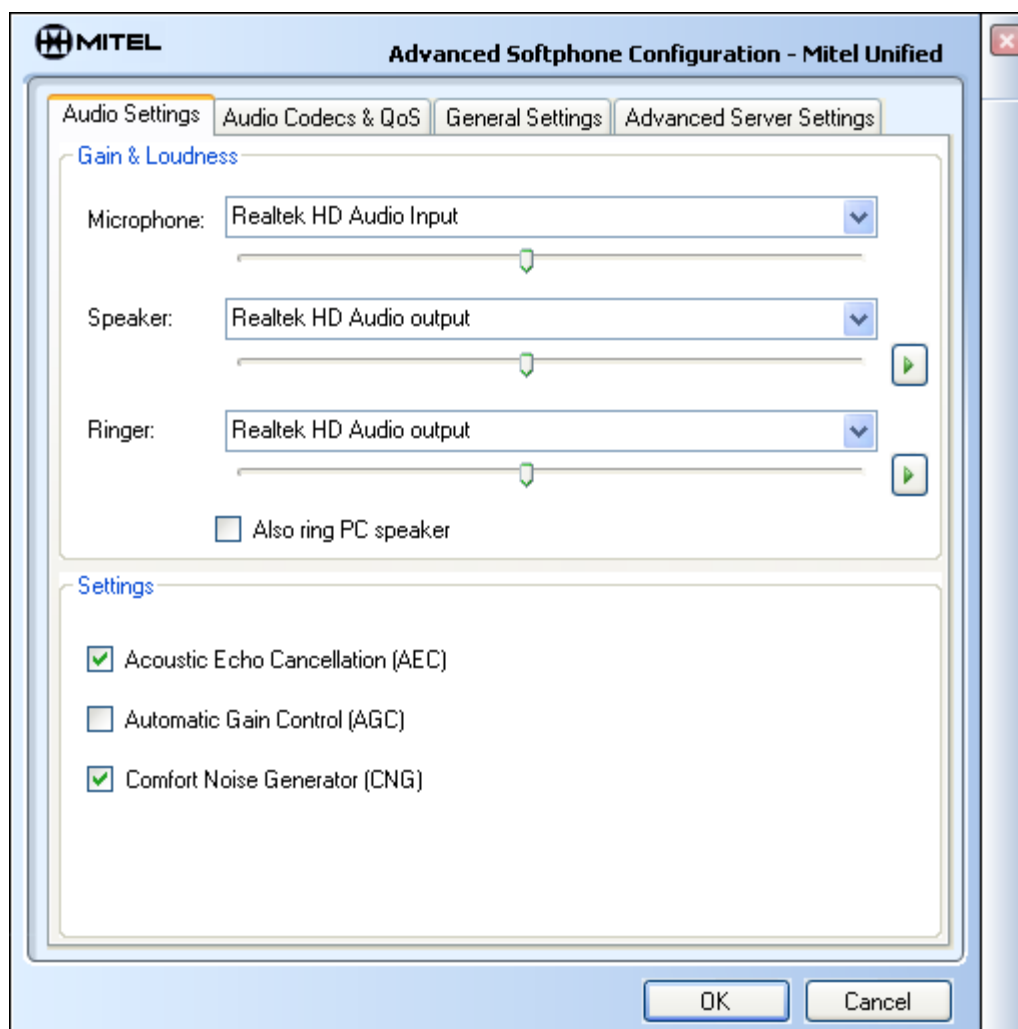 MITEL
Advanced Softphone Configuration - Mitel Unified
Audio Settings Audio Codecs & QoS General Settings Advanced Server Settings
Gain & Loudness
Microphone: Realtek HD Audio Input
Speaker: Realtek HD Audio output
Ringer: Realtek HD Audio output
Also ring PC speaker
Settings
Acoustic Echo Cancellation (AEC)
Automatic Gain Control (AGC)
Comfort Noise Generator (CNG)
OK Cancel